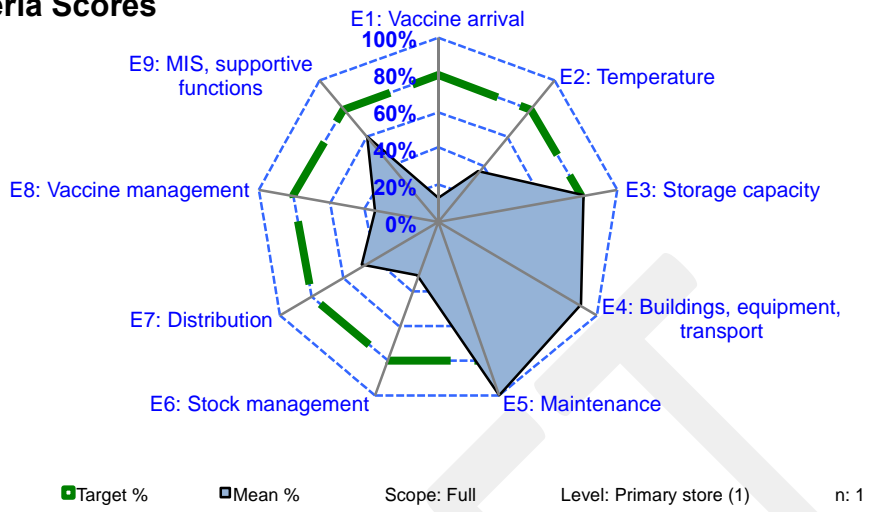 eria Scores
E1: Vaccine arrival
100%
80%
60%
40%
20%
0%
E2: Temperature
E3: Storage capacity
E4: Buildings, equipment,
transport
E5: Maintenance
E6: Stock management
E7: Distribution
E8: Vaccine management
E9: MIS, supportive
functions
Target %
Mean %
Scope: Full
Level: Primary store (1)
n: 1